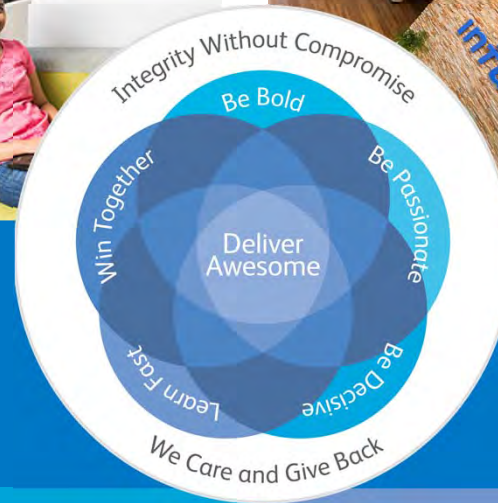 Integrity Without Compromise
Be Bold
Be Passionate
Be Decisive
Learn Fast
Win Together
Deliver
Awesome
We Care and Give Back